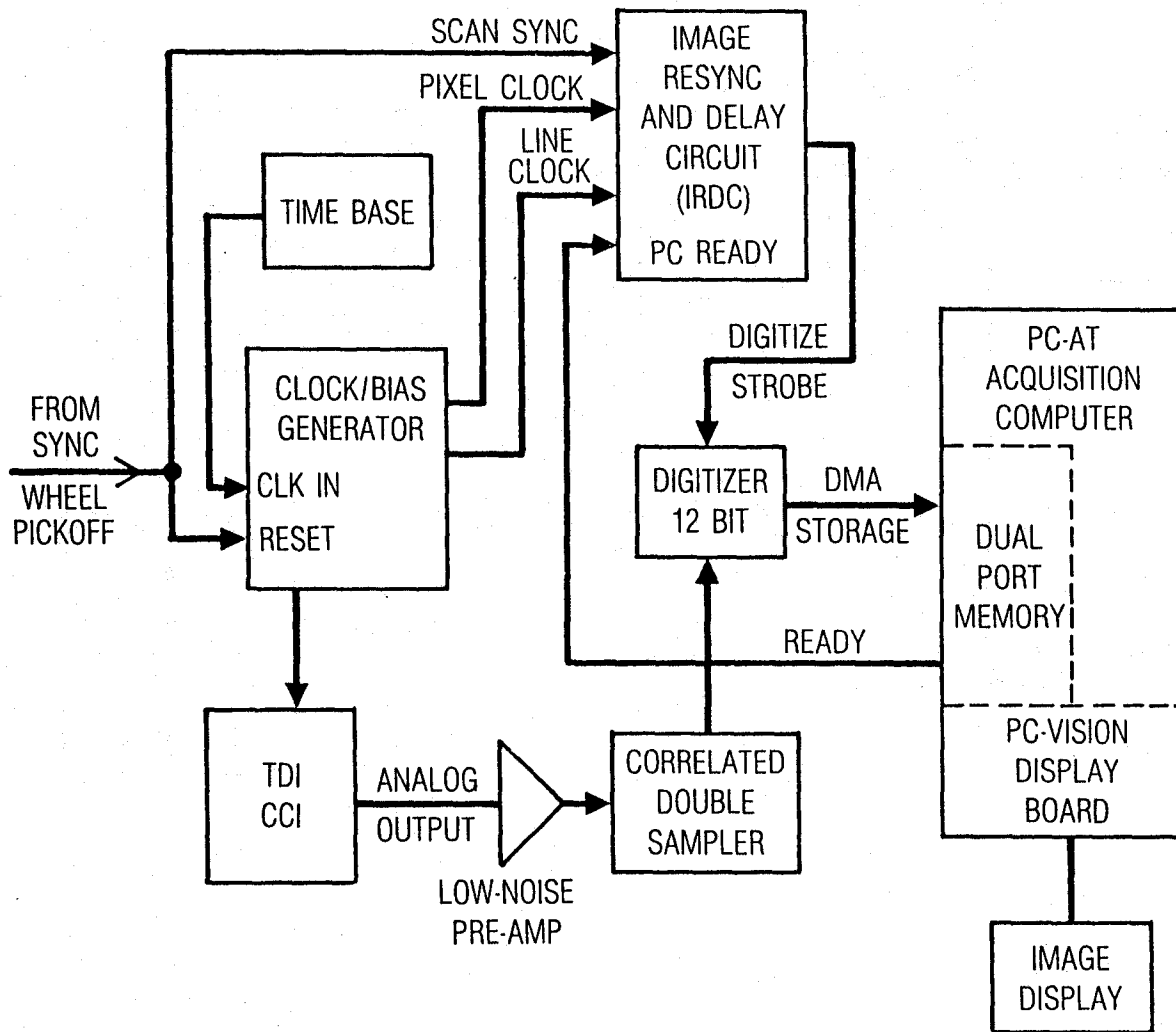 SCAN SYNC
PIXEL CLOCK
LINE
CLOCK
IMAGE
RESYNC
AND DELAY
CIRCUIT
(IRDC)
PC READY
TIME BASE
CLOCK/BIAS
GENERATOR
CLK IN
RESET
FROM
SYNC
WHEEL
PICKOFF
DIGITIZE
STROBE
DIGITIZER
12 BIT
DMA
STORAGE
PC-AT
ACQUISITION
COMPUTER
DUAL
PORT
MEMORY
READY
PC-VISION
DISPLAY
BOARD
TDI
CCI
ANALOG
OUTPUT
LOW-NOISE
PRE-AMP
CORRELATED
DOUBLE
SAMPLER
IMAGE
DISPLAY